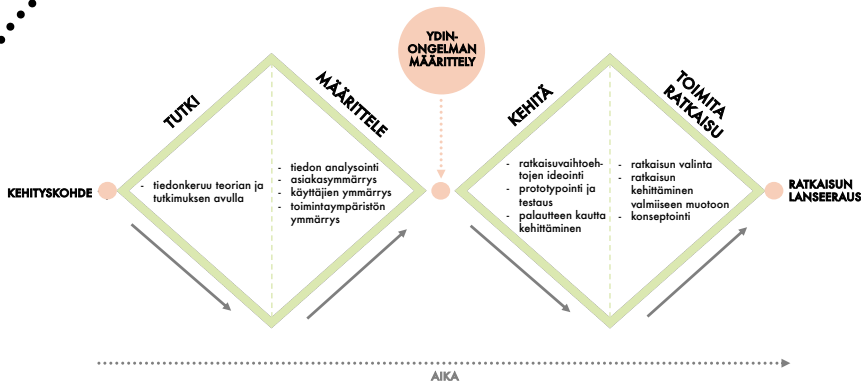 YDIN-
ONGELMAN
MÄÄRITTELY
TUTKI
MÄÄRITTELE
KEHITÄ
TOIMITA
RATKAISU
KEHITYSKOHDE
- tiedonkeruu teorian ja
tutkimuksen avulla
- tiedon analysointi
- asiakasymmärrys
- käyttäjien ymmärrys
- toimintaympäristön
ymmärrys
- ratkaisuvaihtoeh-
tojen ideointi
- prototypointi ja
testaus
- palautteen kautta
kehittäminen
- ratkaisun valinta
- ratkaisun
kehittäminen
valmiiseen muotoon
- konseptointi
RATKAISUN
LANSEERAUS
AIKA